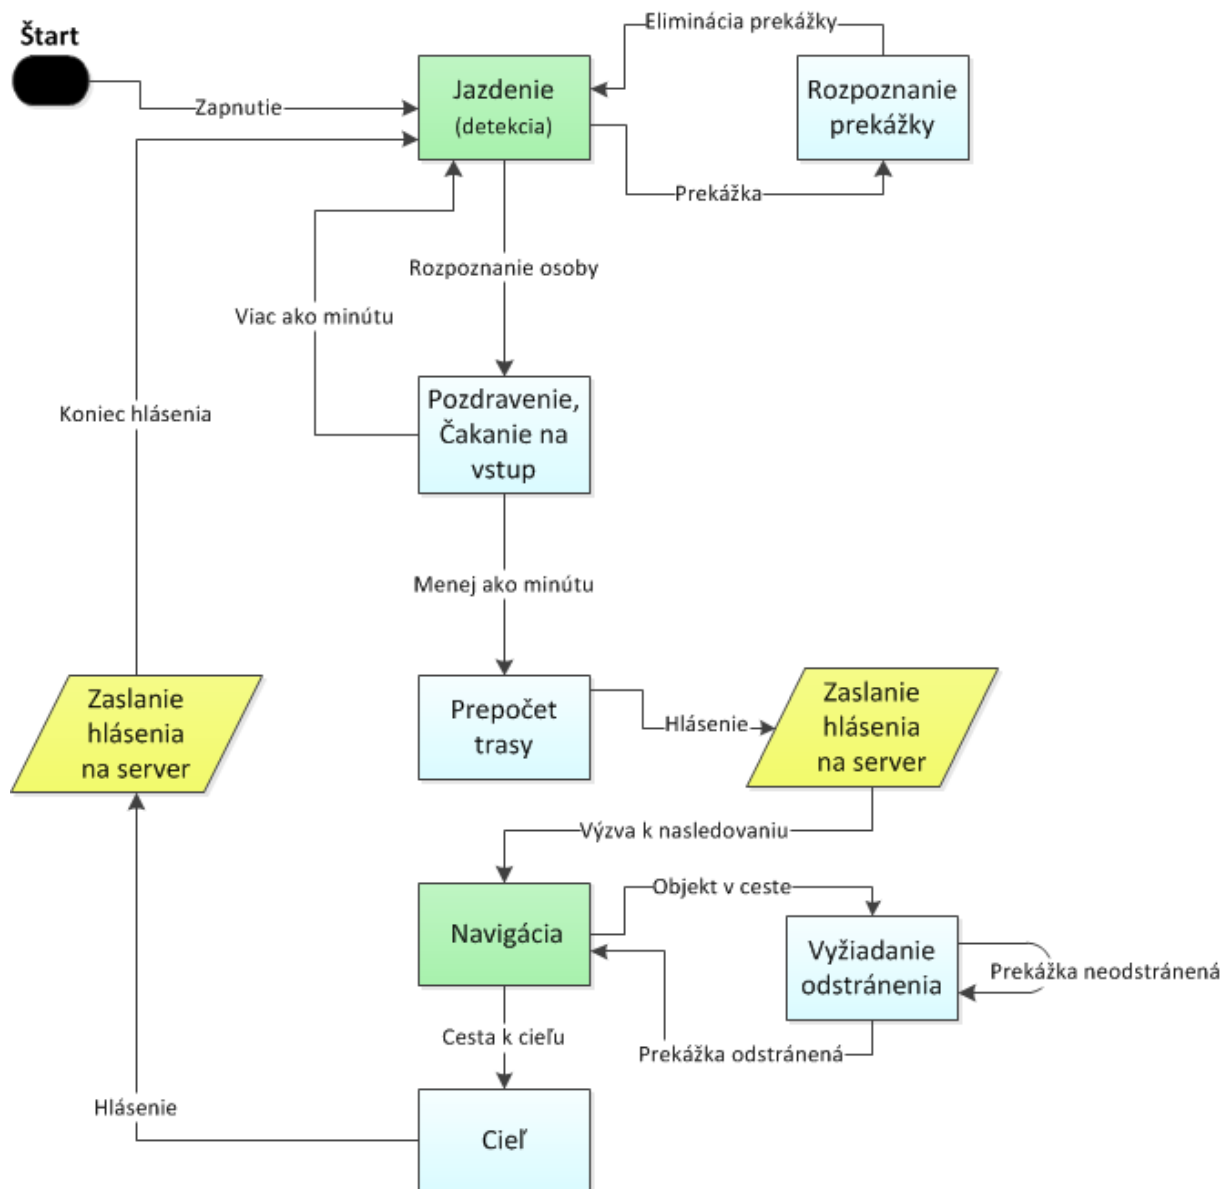 Štart
Eliminácia prekážky
Jazdenie
(detekcia)
Rozpoznanie
prekážky
Zapnutie
Prekážka
Rozpoznanie osoby
Viac ako minútu
Pozdravenie,
Čakanie na
vstup
Koniec hlásenia
Menej ako minútu
Zaslanie
hlásenia
na server
Prepočet
trasy
Hlásenie
Zaslanie
hlásenia
na server
Výzva k nasledovaniu
Objekt v ceste
Navigácia
Vyžiadanie
odstránenia
Prekážka neodstránená
Cesta k cieľu
Prekážka odstránená
Hlásenie
Cieľ